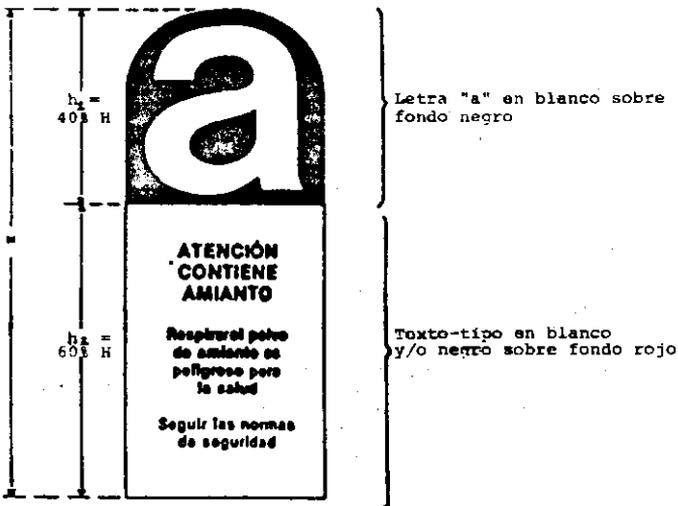 a
h₁ =
40% H
Letra "a" en blanco sobre
fondo negro
H
ATENCIÓN
CONTIENE
AMIANTO
Respirar el polvo
de amianto es
peligroso para
la salud
Seguir las normas
de seguridad
h₂ =
60% H
Texto-tipo en blanco
y/o negro sobre fondo rojo